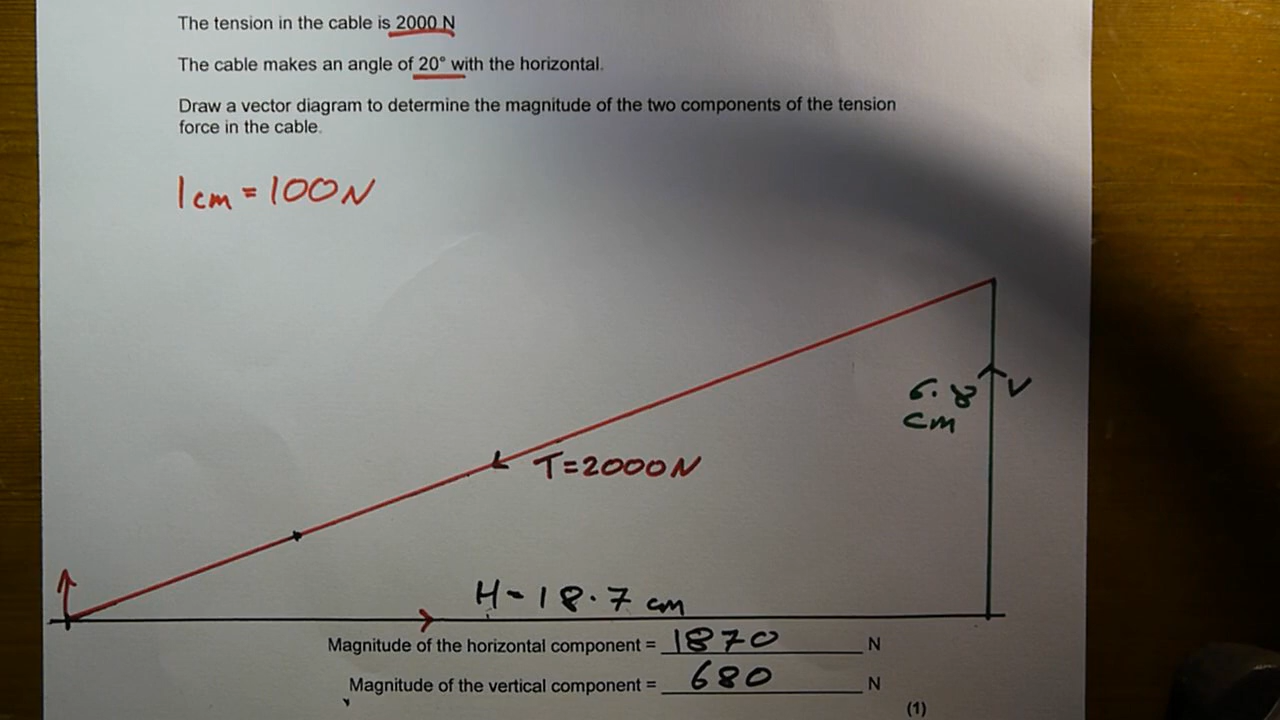 The tension in the cable is 2000 N
The cable makes an angle of 20° with the horizontal.
Draw a vector diagram to determine the magnitude of the two components of the tension
force in the cable.
1cm = 100N
6.8 V
cm
T=2000N
H - 18.7 cm
Magnitude of the horizontal component = 1870 N
Magnitude of the vertical component = 680 N
(1)